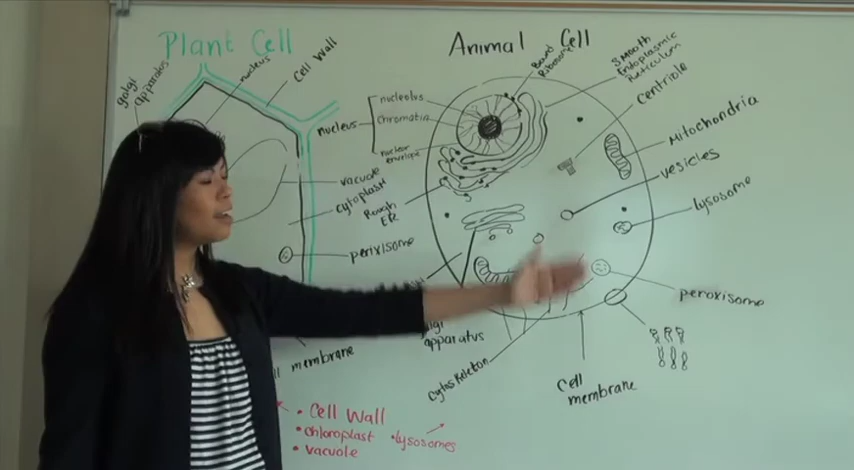 Plant Cell
golgi
apparatus
nucleus
Cell Wall
vacuole
cytoplasm
perixisome
membrane
Animal Cell
Bound
Ribosome
Smooth
Endoplasmic
Reticulum
centriole
Mitochondria
vesicles
lysosome
peroxisome
nucleus
nucleolus
chromatin
nuclear
envelope
Rough
ER
apparatus
Cytoskeleton
Cell
membrane
• Cell Wall
• chloroplast
• vacuole
• lysosomes